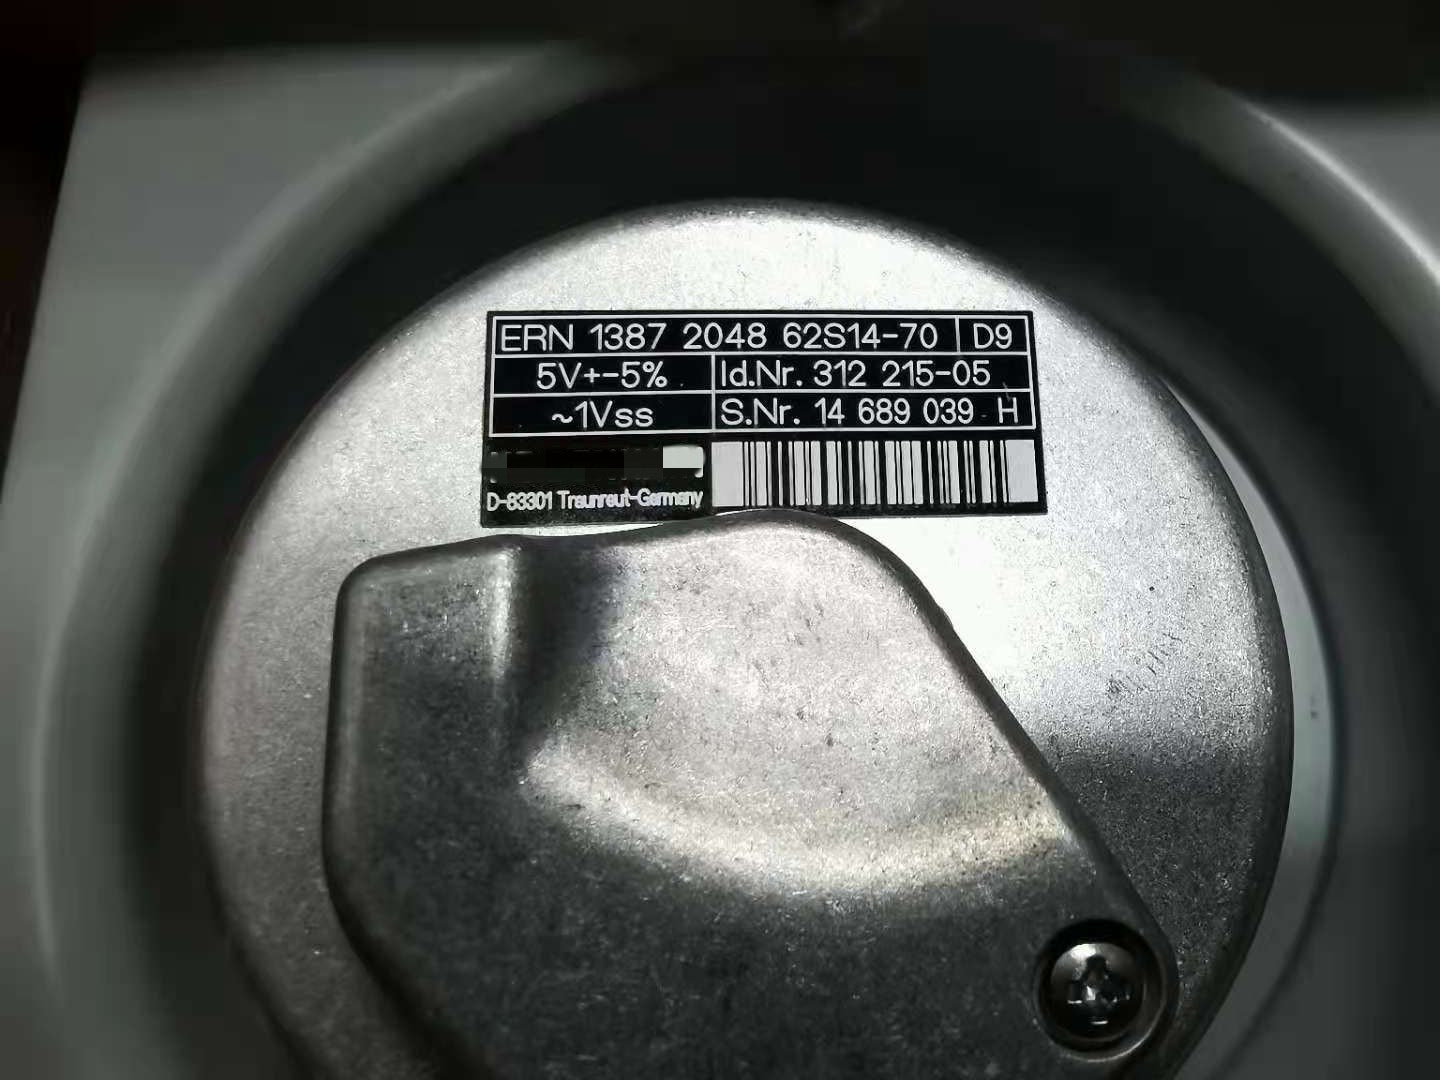 ERN 1387 2048 62S14-70 D9
5V+-5% Id.Nr. 312 215-05
~1Vss S.Nr. 14 689 039 H
D-83301 Traunreut-Germany